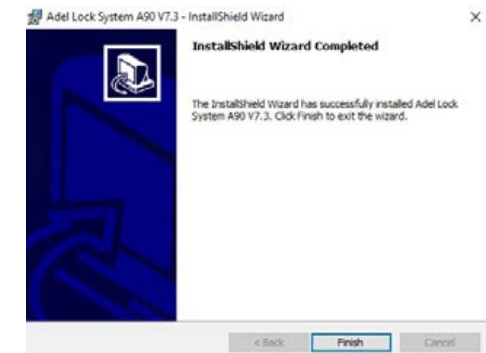 Adel Lock System A90 V7.3 - InstallShield Wizard
InstallShield Wizard Completed
The InstallShield Wizard has successfully installed Adel Lock
System A90 V7.3. Click Finish to exit the wizard.
< Back Finish Cancel